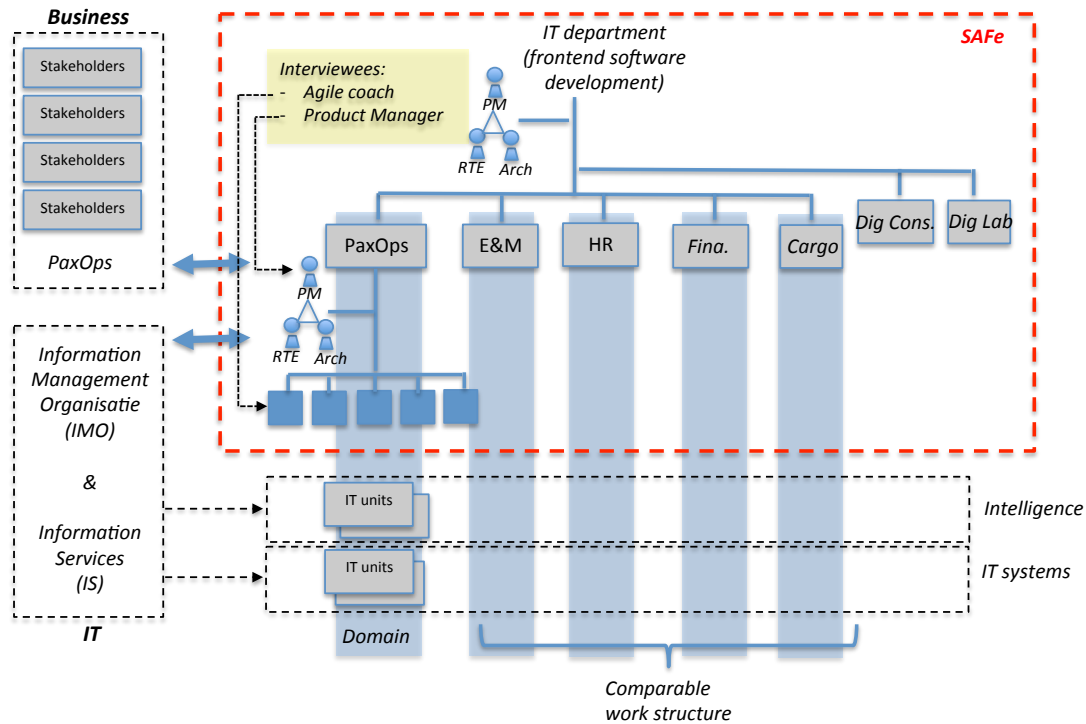 Business
Stakeholders
Stakeholders
Stakeholders
Stakeholders
PaxOps
Information
Management
Organisatie
(IMO)
&
Information
Services
(IS)
IT
SAFe
IT department
(frontend software
development)
Interviewees:
- Agile coach
- Product Manager
PM
RTE
Arch
PaxOps
E&M
HR
Fina.
Cargo
Dig Cons.
Dig Lab
PM
RTE
Arch
IT units
Intelligence
IT units
IT systems
Domain
Comparable
work structure